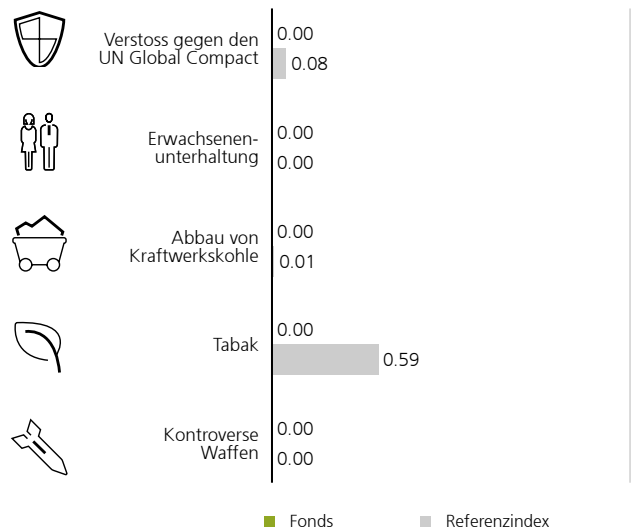 Verstoss gegen den
UN Global Compact
0.00
0.08
Erwachsenen-
unterhaltung
0.00
0.00
Abbau von
Kraftwerkskohle
0.00
0.01
Tabak
0.00
0.59
Kontroverse
Waffen
0.00
0.00
Fonds
Referenzindex